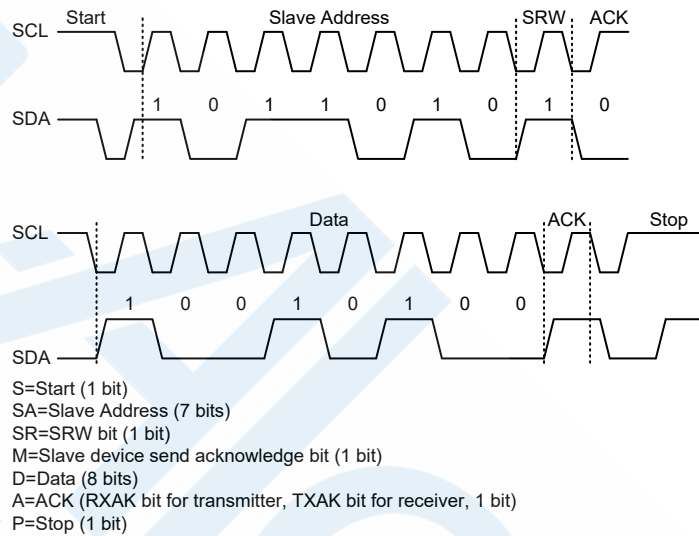 Start Slave Address SRW ACK
SCL
1 0 1 1 0 1 0 1 0
SDA
Data ACK Stop
SCL
1 0 0 1 0 1 0 0
SDA
S=Start (1 bit)
SA=Slave Address (7 bits)
SR=SRW bit (1 bit)
M=Slave device send acknowledge bit (1 bit)
D=Data (8 bits)
A=ACK (RXAK bit for transmitter, TXAK bit for receiver, 1 bit)
P=Stop (1 bit)